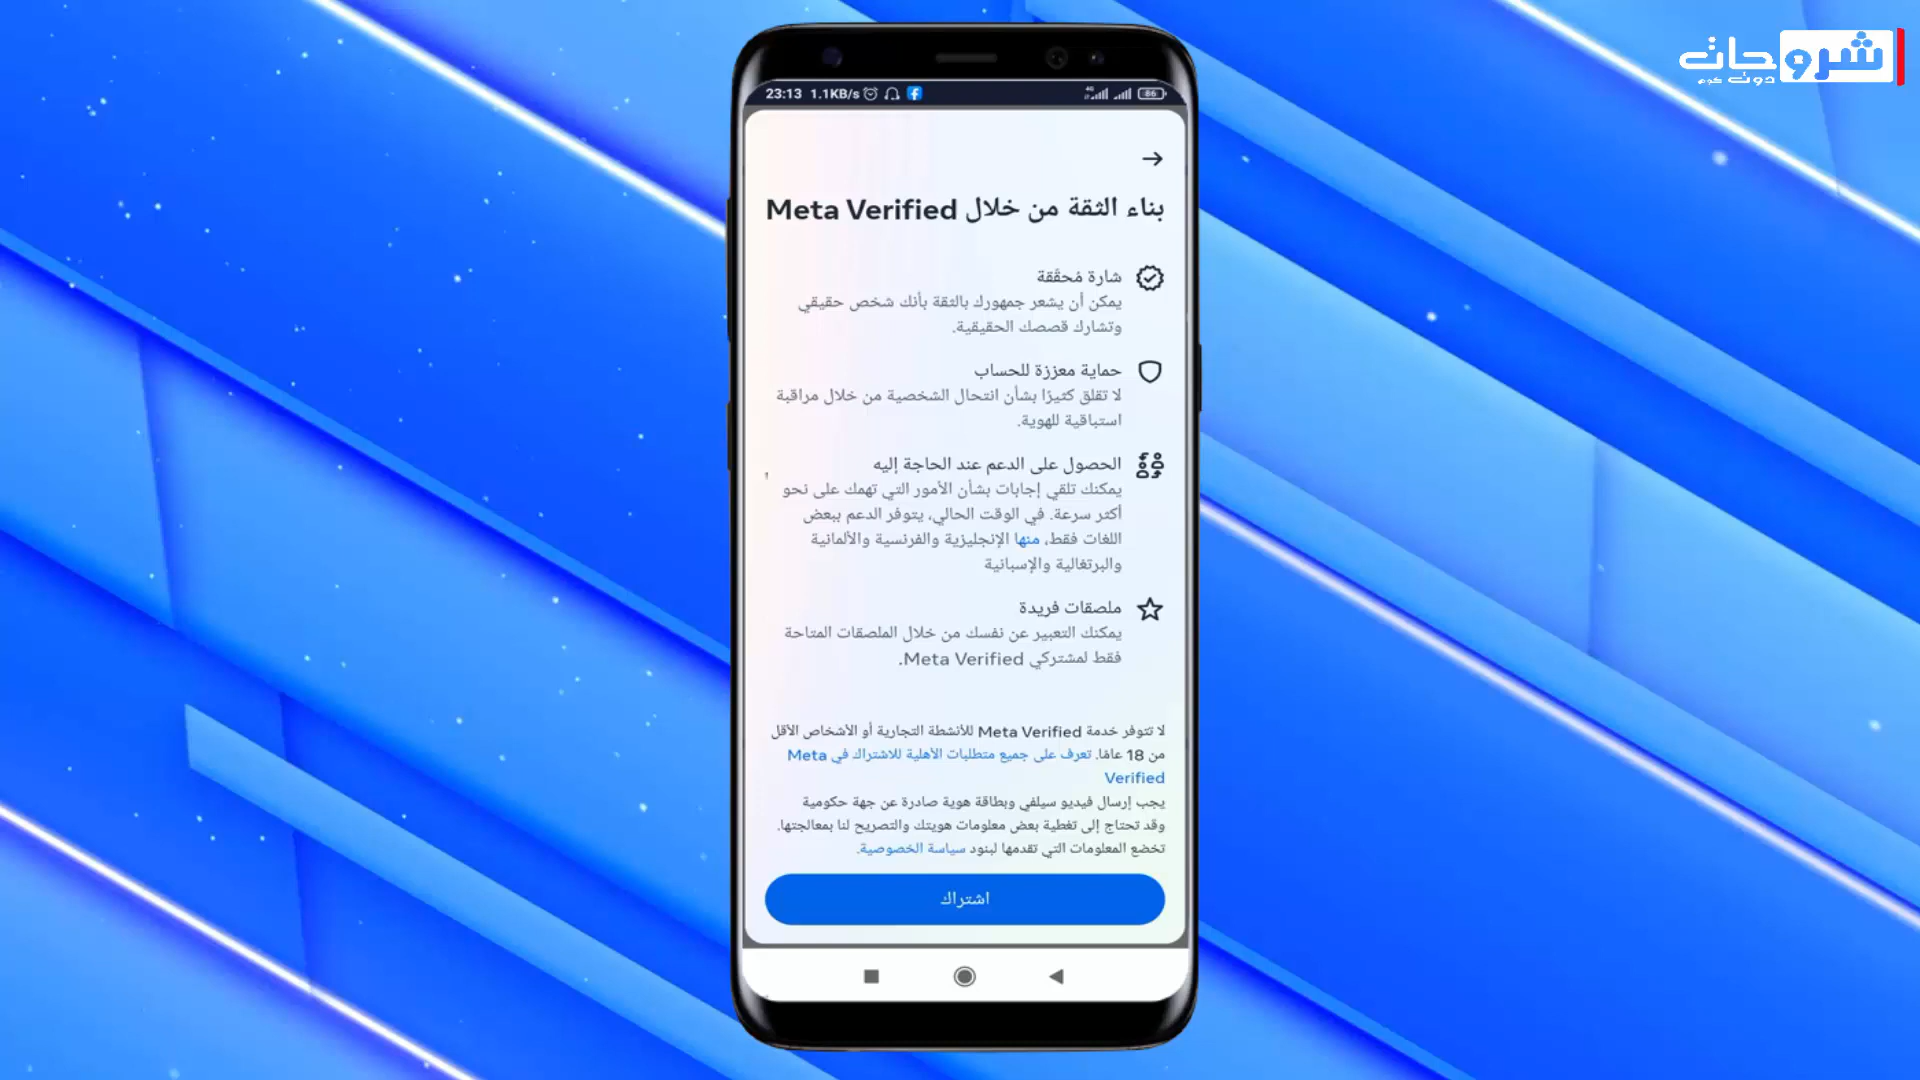 شروحات
دوت كوم
23:13 1.1KB/s
4G
86
بناء الثقة من خلال Meta Verified
شارة مُحقّقة
يمكن أن يشعر جمهورك بالثقة بأنك شخص حقيقي
وتشارك قصصك الحقيقية.
حماية معززة للحساب
لا تقلق كثيرًا بشأن انتحال الشخصية من خلال مراقبة
استباقية للهوية.
الحصول على الدعم عند الحاجة إليه
يمكنك تلقي إجابات بشأن الأمور التي تهمك على نحو
أكثر سرعة. في الوقت الحالي، يتوفر الدعم ببعض
اللغات فقط، منها الإنجليزية والفرنسية والألمانية
والبرتغالية والإسبانية
ملصقات فريدة
يمكنك التعبير عن نفسك من خلال الملصقات المتاحة
فقط لمشتركي Meta Verified.
لا تتوفر خدمة Meta Verified للأنشطة التجارية أو الأشخاص الأقل
من 18 عامًا. تعرف على جميع متطلبات الأهلية للاشتراك في Meta
Verified
يجب إرسال فيديو سيلفي وبطاقة هوية صادرة عن جهة حكومية
وقد تحتاج إلى تغطية بعض معلومات هويتك والتصريح لنا بمعالجتها.
تخضع المعلومات التي تقدمها لبنود سياسة الخصوصية.
اشتراك